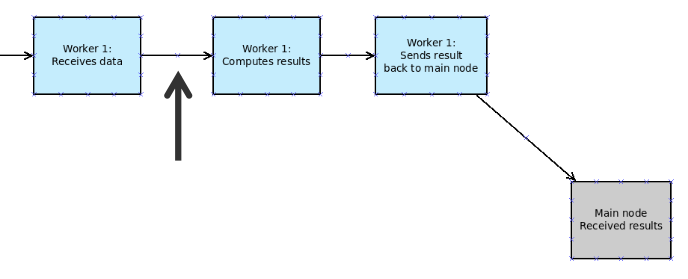 Worker 1:
Receives data
Worker 1:
Computes results
Worker 1:
Sends result
back to main node
Main node
Received results